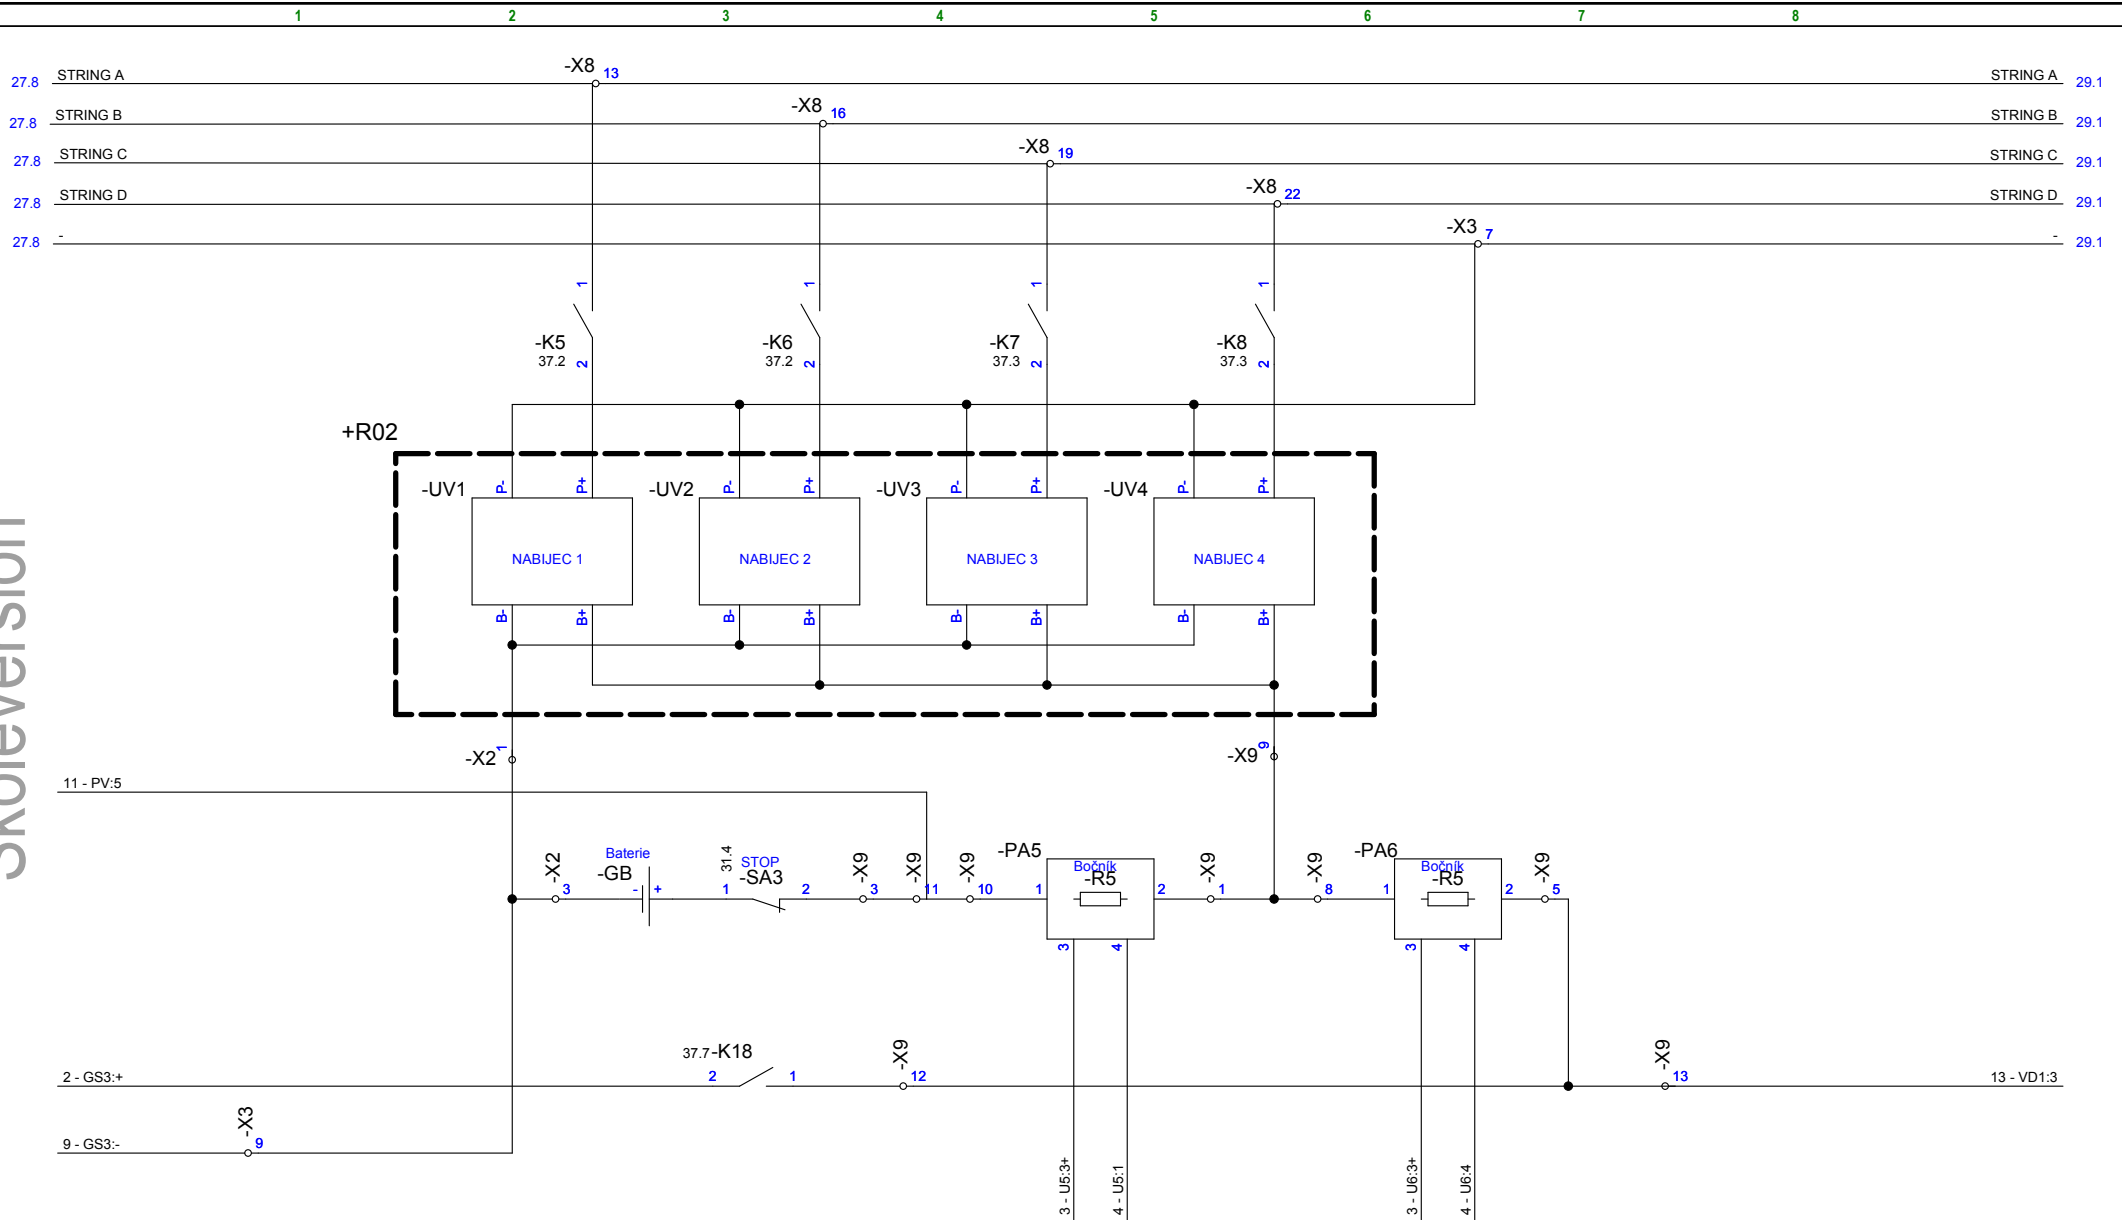 1 2 3 4 5 6 7 8
-X8 13
27.8 STRING A STRING A 29.1
-X8 16
27.8 STRING B STRING B 29.1
-X8 19
27.8 STRING C STRING C 29.1
-X8 22
27.8 STRING D STRING D 29.1
-X3 7
27.8 - - 29.1
1 1 1 1
-K5 -K6 -K7 -K8
37.2 2 37.2 2 37.3 2 37.3 2
+R02
-UV1 P- P+ -UV2 P- P+ -UV3 P- P+ -UV4 P- P+
NABIJEC 1 NABIJEC 2 NABIJEC 3 NABIJEC 4
B- B+ B- B+ B- B+ B- B+
Skoleversion
-X2 1 -X9 9
11 - PV:5
-X2 3
Baterie
-GB - +
31.4 STOP
1 -SA3 2
-X9 3
-X9 11
-X9 10
-PA5
Bočník
-R5
1 2
3 4
-X9 1
-X9 8
-PA6
Bočník
-R5
1 2
3 4
-X9 5
37.7 -K18
2 1
-X9 12
-X9 13
2 - GS3:+ 13 - VD1:3
-X3 9
9 - GS3:-
3 - U5:3+
4 - U5:1
3 - U6:3+
4 - U6:4